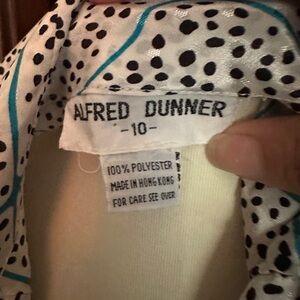 ALFRED DUNNER
-10-
100% POLYESTER
MADE IN HONG KONG
FOR CARE SEE OVER